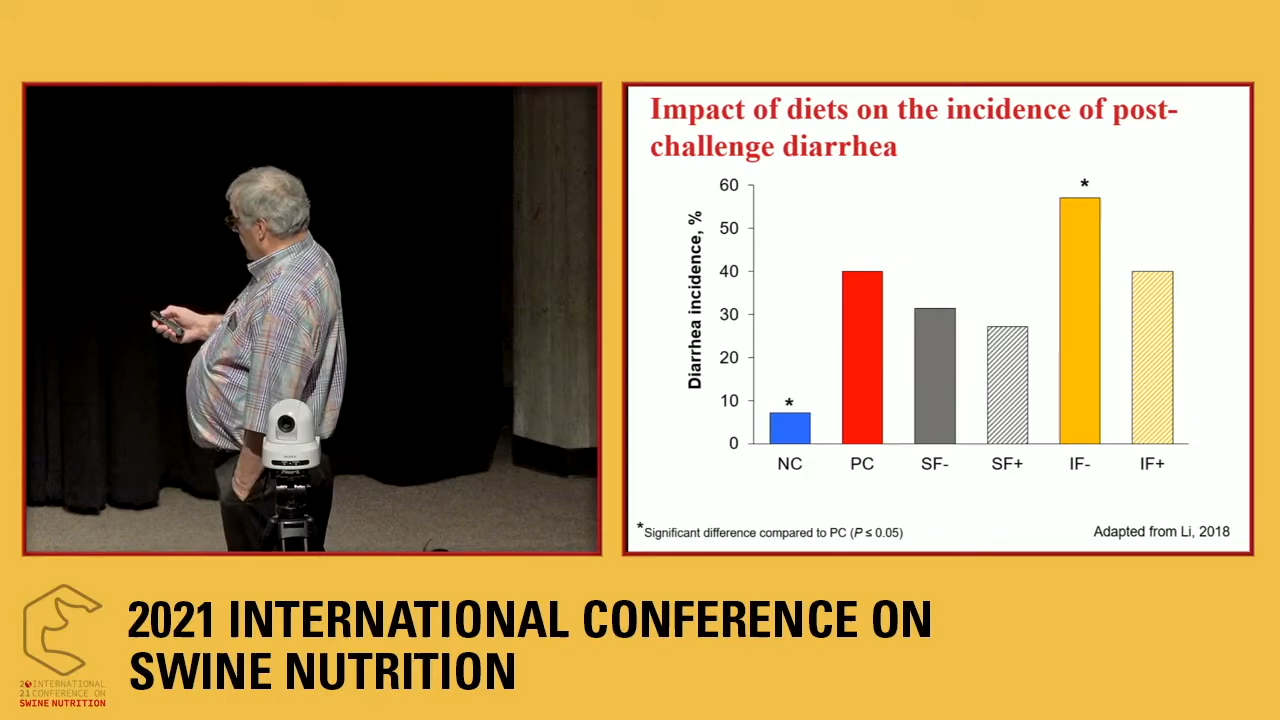 Impact of diets on the incidence of post-
challenge diarrhea
Diarrhea incidence, %
60
50
40
30
20
10
0
*
*
NC PC SF- SF+ IF- IF+
*Significant difference compared to PC (P ≤ 0.05)
Adapted from Li, 2018
2021 INTERNATIONAL CONFERENCE ON
SWINE NUTRITION
20 INTERNATIONAL
21 CONFERENCE ON
SWINE NUTRITION